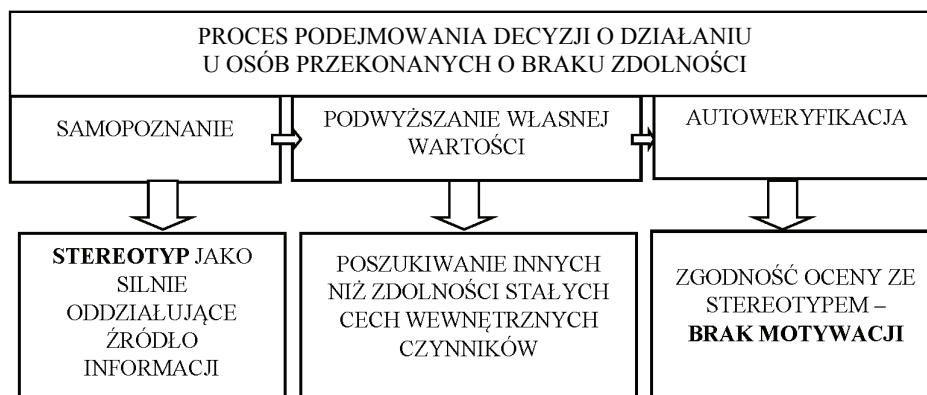 PROCES PODEJMOWANIA DECYZJI O DZIAŁANIU
U OSÓB PRZEKONANYCH O BRAKU ZDOLNOŚCI
SAMOPOZNANIE
PODWYŻSZANIE WŁASNEJ
WARTOŚCI
AUTOWERYFIKACJA
STEREOTYP JAKO
SILNIE
ODDZIAŁUJĄCE
ŹRÓDŁO
INFORMACJI
POSZUKIWANIE INNYCH
NIŻ ZDOLNOŚCI STAŁYCH
CECH WEWNĘTRZNYCH
CZYNNIKÓW
ZGODNOŚĆ OCENY ZE
STEREOTYPEM –
BRAK MOTYWACJI